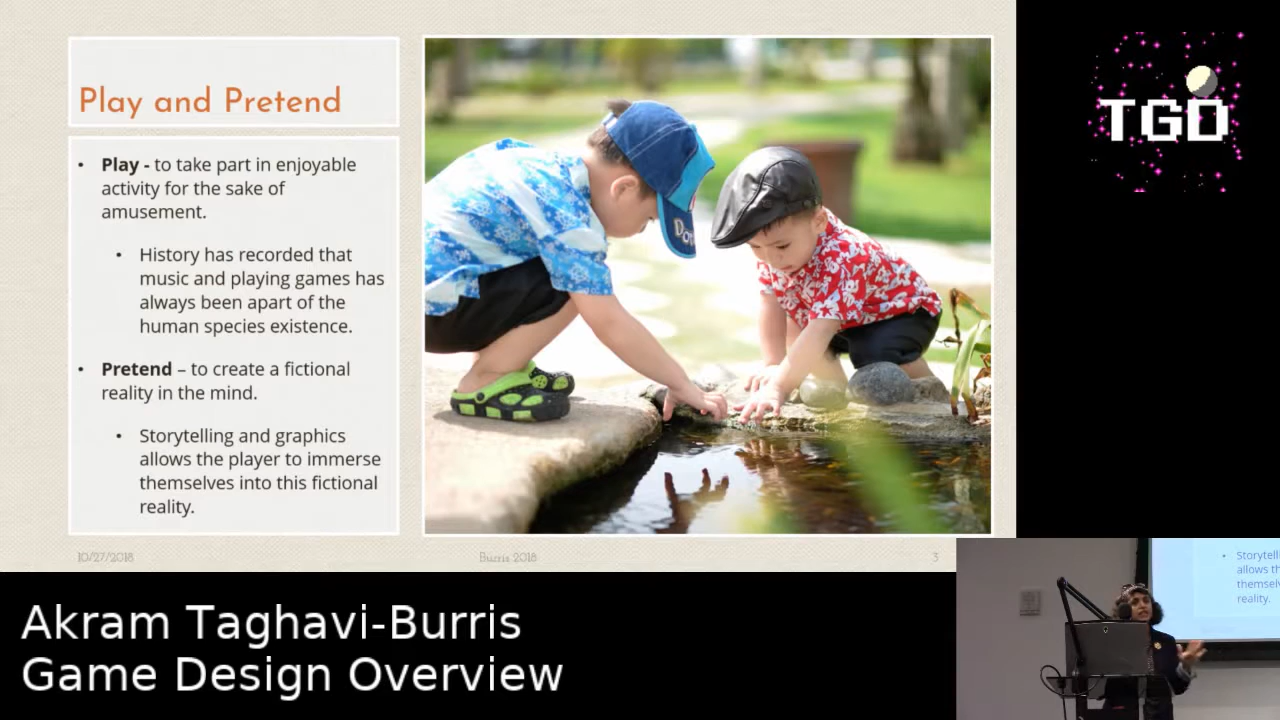 Play and Pretend
• Play - to take part in enjoyable
activity for the sake of
amusement.
• History has recorded that
music and playing games has
always been apart of the
human species existence.
• Pretend – to create a fictional
reality in the mind.
• Storytelling and graphics
allows the player to immerse
themselves into this fictional
reality.
10/27/2018
Burris 2018
3
TGD
Akram Taghavi-Burris
Game Design Overview